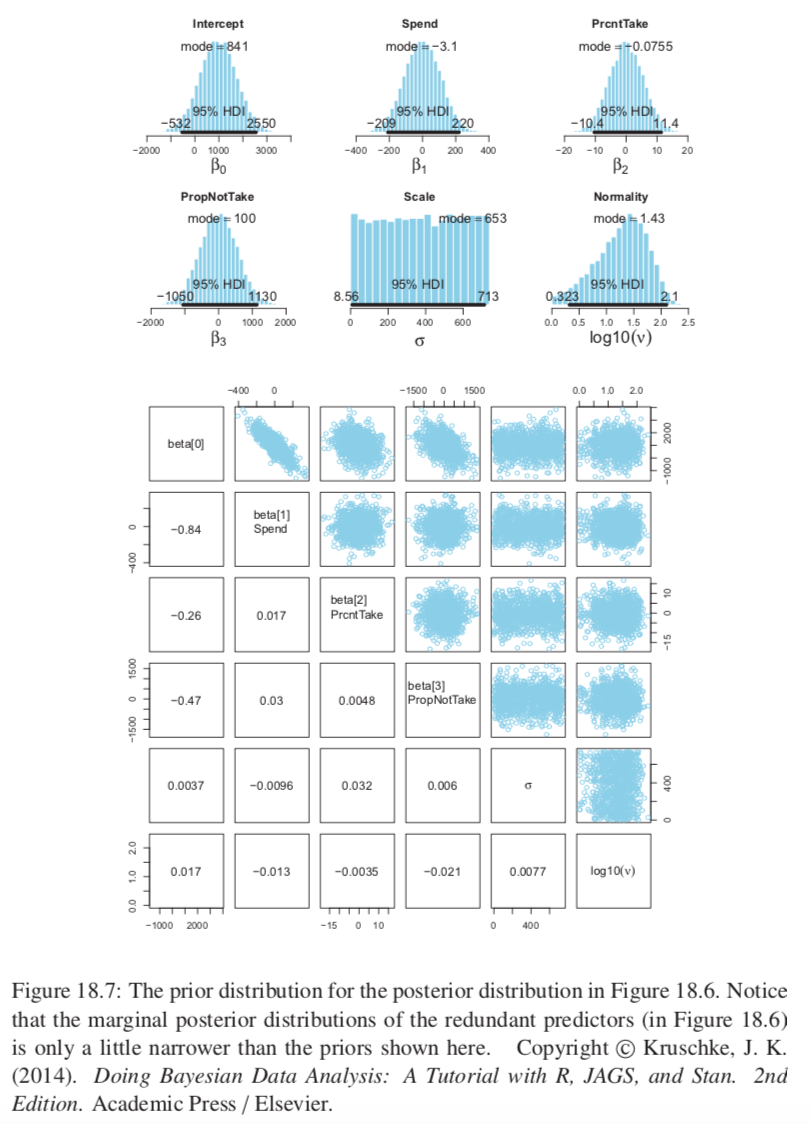 Intercept Spend PrcntTake
mode = 841 mode = −3.1 mode = −0.0755
95% HDI 95% HDI 95% HDI
−532 2550 −209 220 −10.4 11.4
−2000 0 1000 3000 −400 −200 0 200 400 −20 −10 0 10 20
β0 β1 β2
PropNotTake Scale Normality
mode = 100 mode = 653 mode = 1.43
95% HDI 95% HDI 95% HDI
−1050 1130 8.56 713 0.323 2.1
−2000 0 1000 2000 0 200 400 600 0.0 0.5 1.0 1.5 2.0 2.5
β3 σ log10(ν)
−400 0 −1500 0 1500 0.0 1.0 2.0
beta[0] −1000 2000
0 −400 −0.84 beta[1]
Spend
−0.26 0.017 beta[2]
PrcntTake −15 0 10
−1500 0 1500 −0.47 0.03 0.0048 beta[3]
PropNotTake
0.0037 −0.0096 0.032 0.006 σ 0 400
0.0 1.0 2.0 0.017 −0.013 −0.0035 −0.021 0.0077 log10(ν)
−1000 2000 −15 0 10 0 400
Figure 18.7: The prior distribution for the posterior distribution in Figure 18.6. Notice
that the marginal posterior distributions of the redundant predictors (in Figure 18.6)
is only a little narrower than the priors shown here. Copyright © Kruschke, J. K.
(2014). Doing Bayesian Data Analysis: A Tutorial with R, JAGS, and Stan. 2nd
Edition. Academic Press / Elsevier.